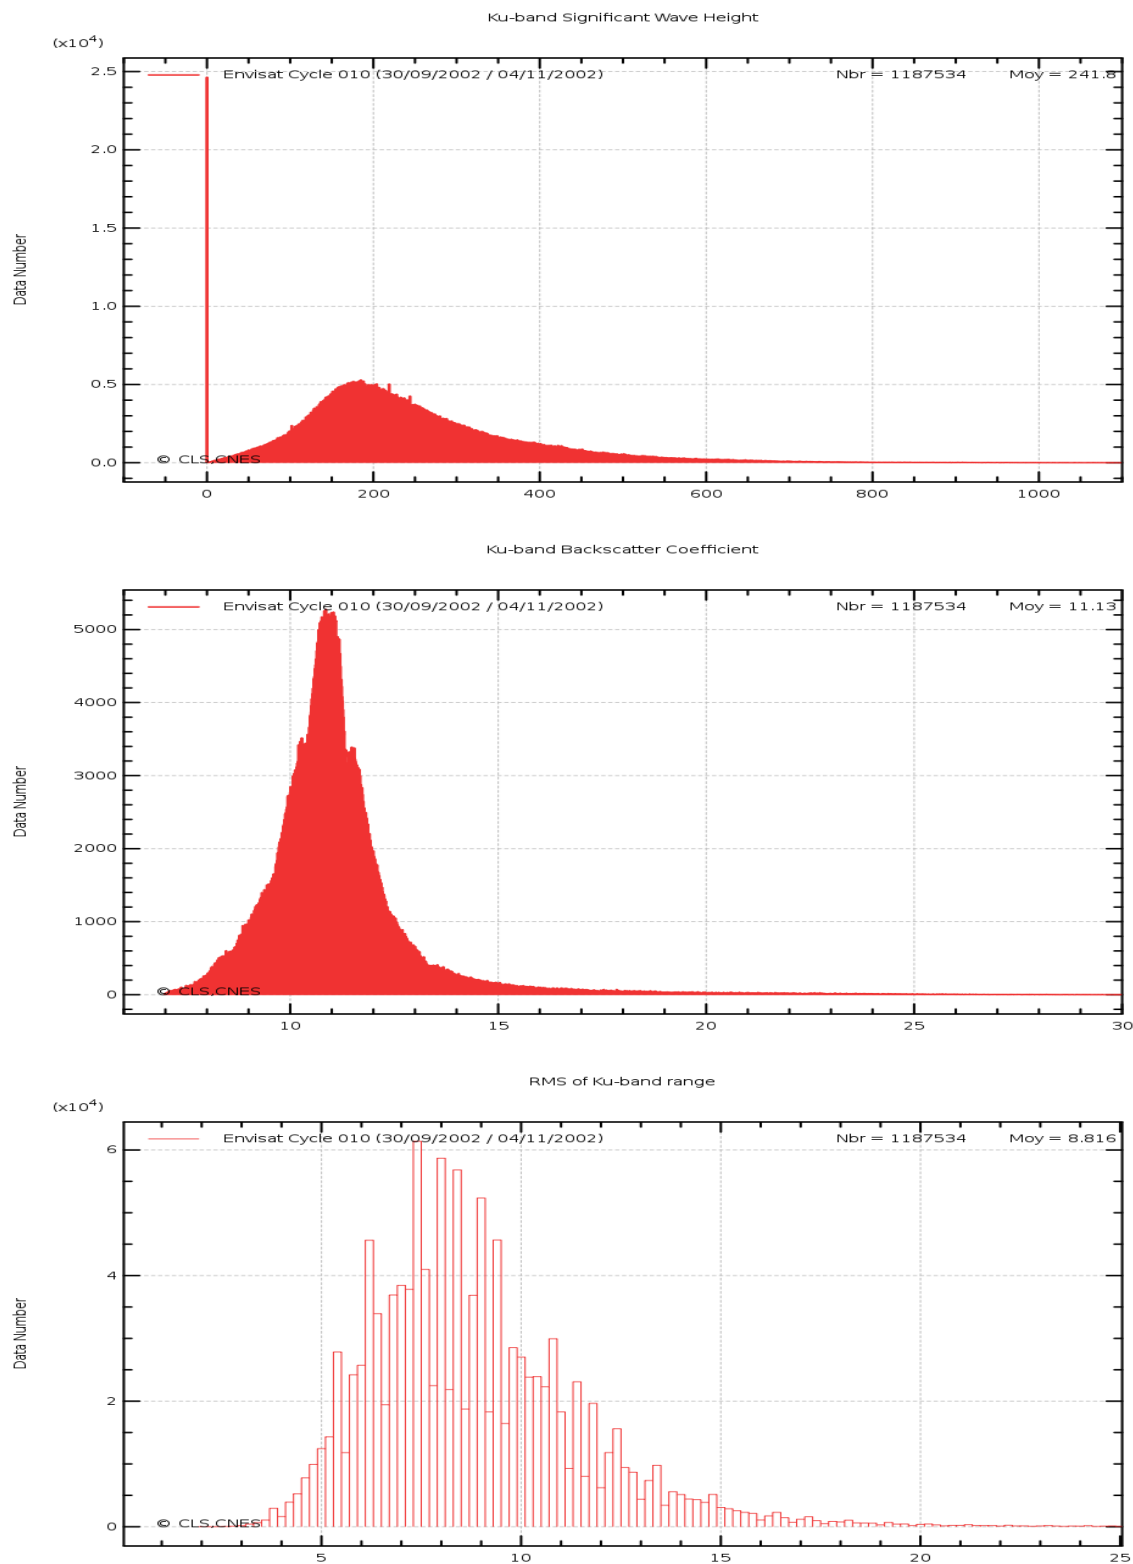 Ku-band Significant Wave Height
(x10⁴)
Envisat Cycle 010 (30/09/2002 / 04/11/2002) Nbr = 1187534 Moy = 241.8
2.5
2.0
1.5
Data Number
1.0
0.5
0.0
© CLS,CNES
0 200 400 600 800 1000
Ku-band Backscatter Coefficient
Envisat Cycle 010 (30/09/2002 / 04/11/2002) Nbr = 1187534 Moy = 11.13
5000
4000
3000
Data Number
2000
1000
0
© CLS,CNES
10 15 20 25 30
RMS of Ku-band range
(x10⁴)
Envisat Cycle 010 (30/09/2002 / 04/11/2002) Nbr = 1187534 Moy = 8.816
6
4
Data Number
2
0
© CLS,CNES
5 10 15 20 25